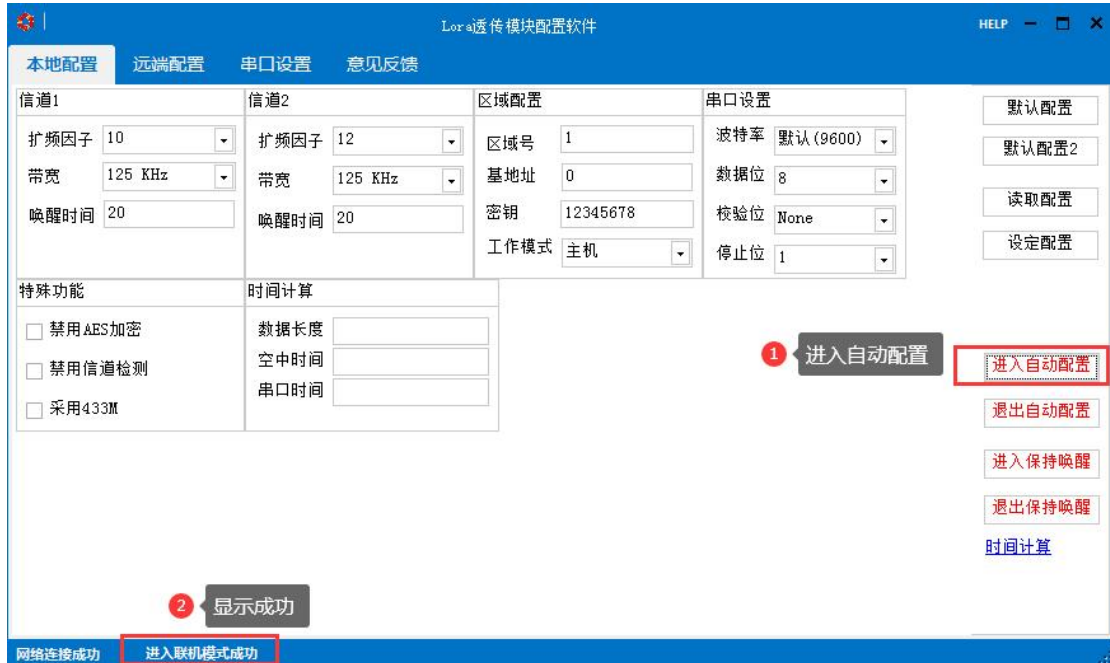 Lora透传模块配置软件
HELP
本地配置 远端配置 串口设置 意见反馈
信道1
扩频因子 10
带宽 125 KHz
唤醒时间 20
信道2
扩频因子 12
带宽 125 KHz
唤醒时间 20
区域配置
区域号 1
基地址 0
密钥 12345678
工作模式 主机
串口设置
波特率 默认(9600)
数据位 8
校验位 None
停止位 1
默认配置
默认配置2
读取配置
设定配置
特殊功能
禁用AES加密
禁用信道检测
采用433M
时间计算
数据长度
空中时间
串口时间
1 进入自动配置
进入自动配置
退出自动配置
进入保持唤醒
退出保持唤醒
时间计算
2 显示成功
网络连接成功 进入联机模式成功